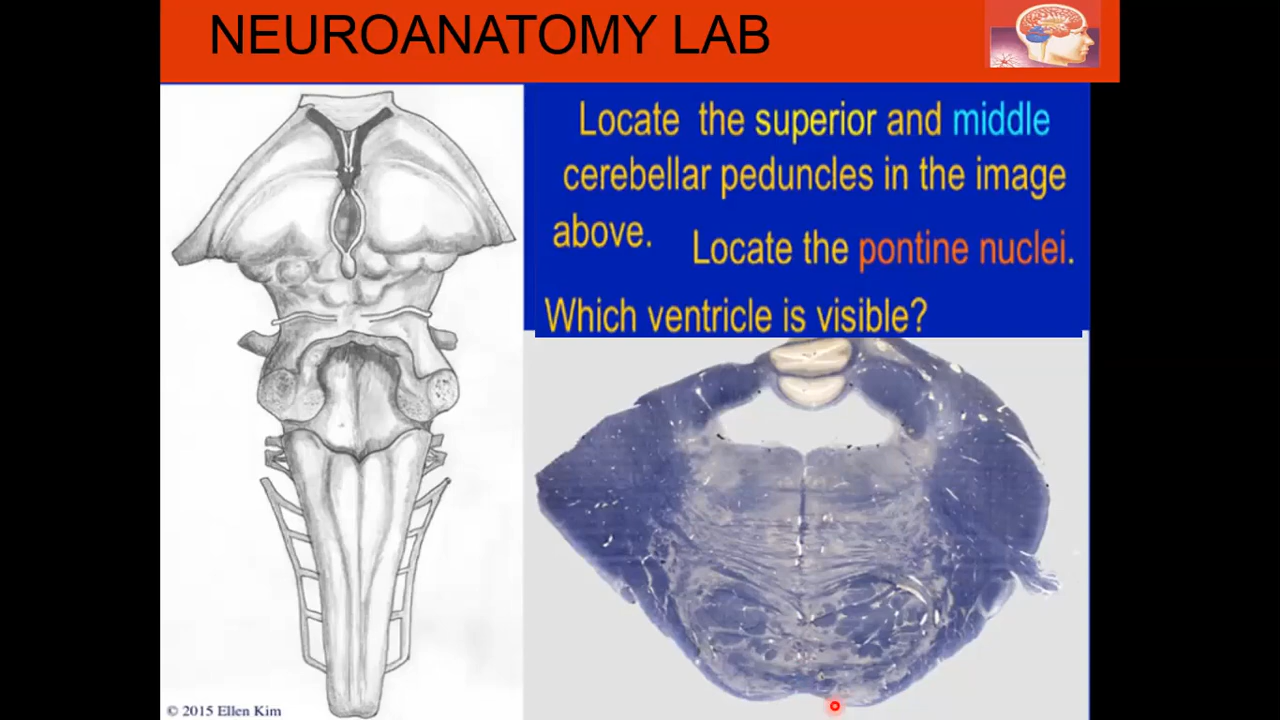 NEUROANATOMY LAB
Locate the superior and middle
cerebellar peduncles in the image
above. Locate the pontine nuclei.
Which ventricle is visible?
© 2015 Ellen Kim